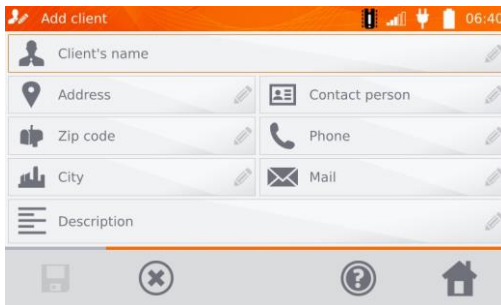 Add client 06:40
Client's name
Address Contact person
Zip code Phone
City Mail
Description